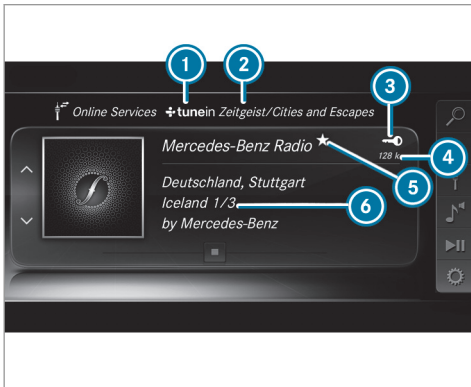 1 2
3
Online Services tunein Zeitgeist/Cities and Escapes
Mercedes-Benz Radio
128 k
4
5
Deutschland, Stuttgart
Iceland 1/3
6
by Mercedes-Benz